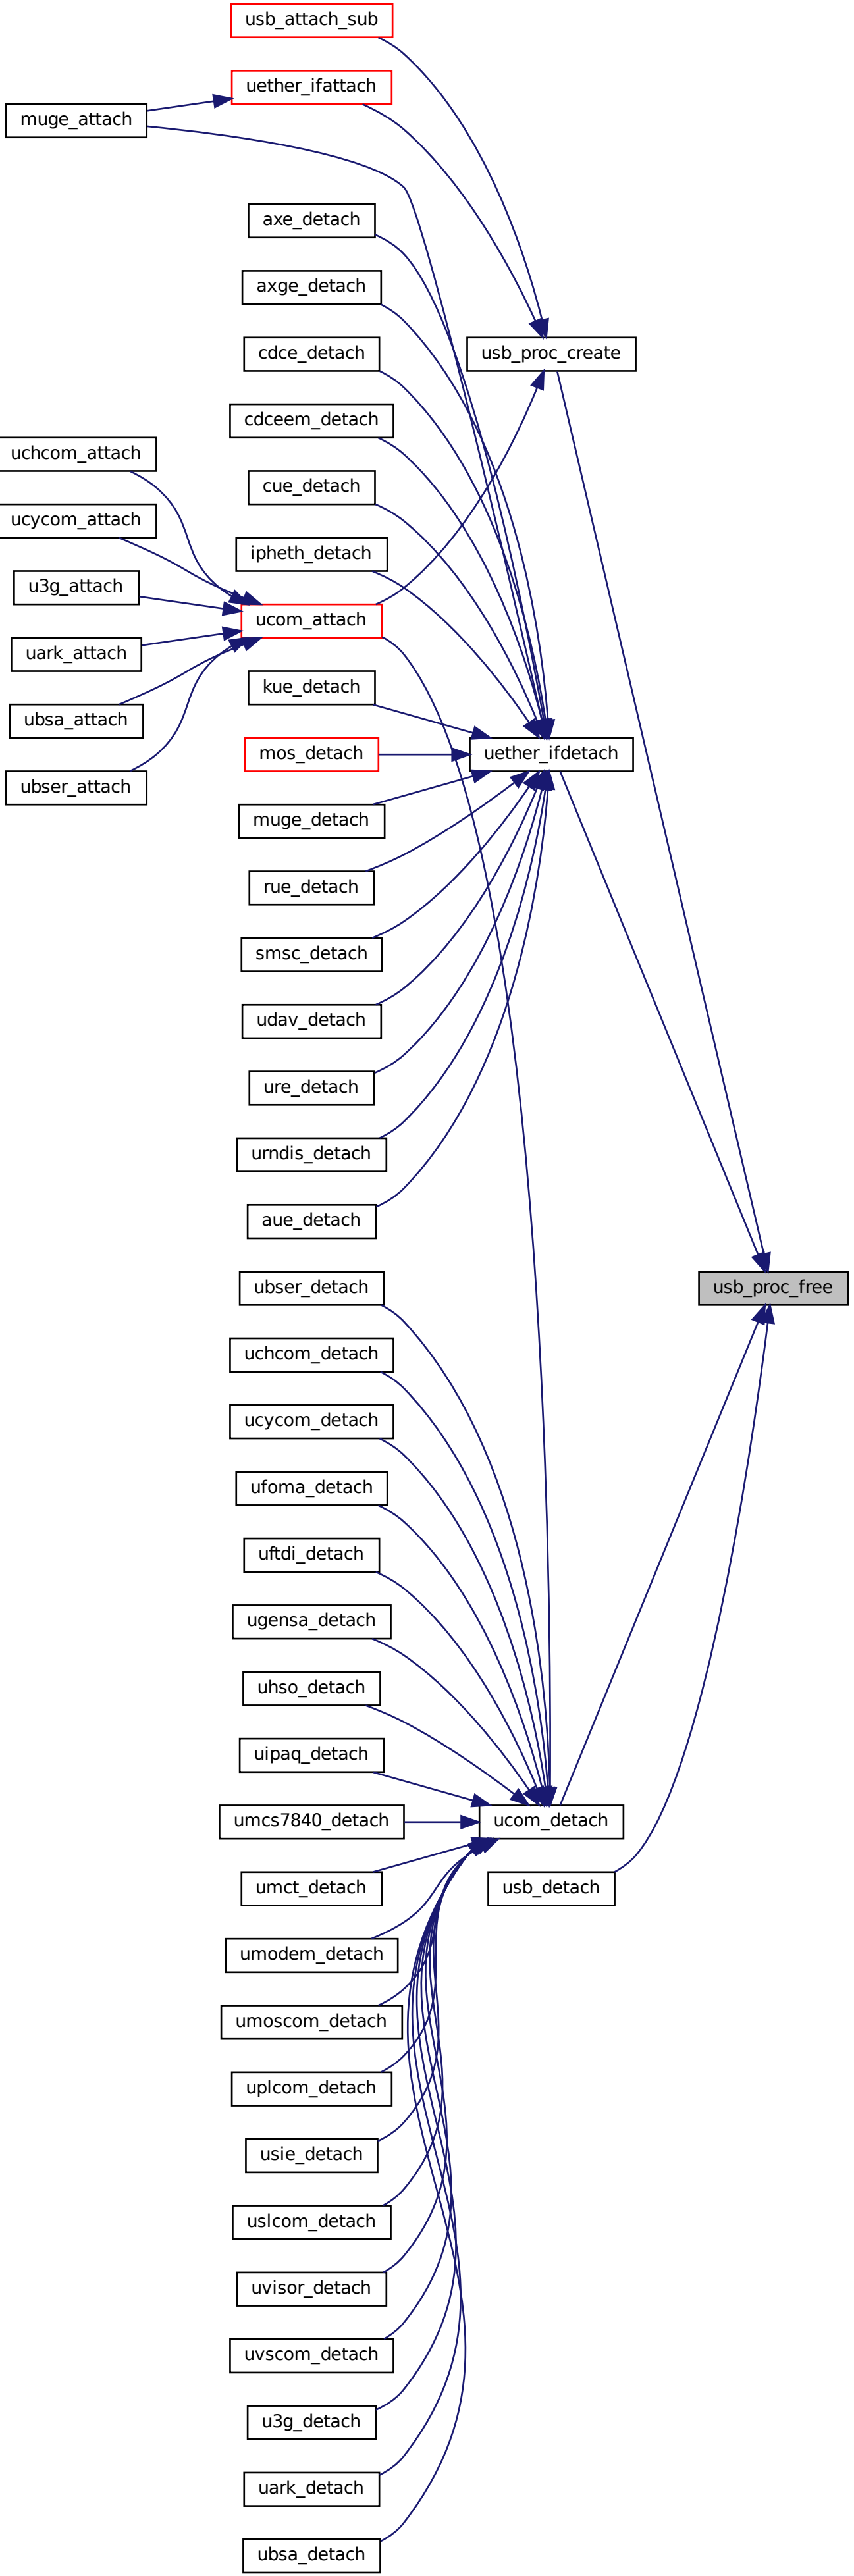 usb_attach_sub
uether_ifattach
muge_attach
axe_detach
axge_detach
cdce_detach
usb_proc_create
cdceem_detach
uchcom_attach
cue_detach
ucycom_attach
ipheth_detach
u3g_attach
ucom_attach
uark_attach
kue_detach
ubsa_attach
mos_detach
uether_ifdetach
ubser_attach
muge_detach
rue_detach
smsc_detach
udav_detach
ure_detach
urndis_detach
aue_detach
ubser_detach
usb_proc_free
uchcom_detach
ucycom_detach
ufoma_detach
uftdi_detach
ugensa_detach
uhso_detach
uipaq_detach
umcs7840_detach
ucom_detach
umct_detach
usb_detach
umodem_detach
umoscom_detach
uplcom_detach
usie_detach
uslcom_detach
uvisor_detach
uvscom_detach
u3g_detach
uark_detach
ubsa_detach